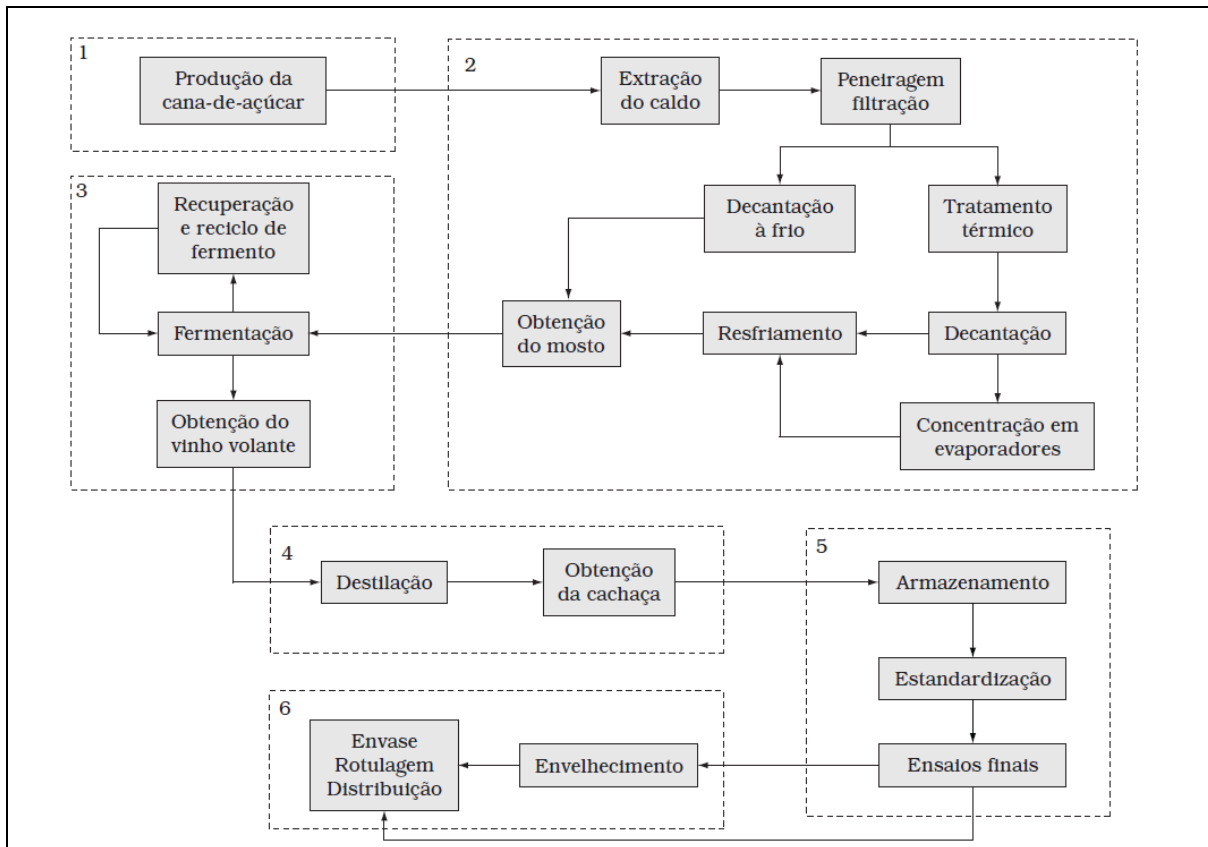 1
Produção da
cana-de-açúcar
2
Extração
do caldo
Peneiragem
filtração
Decantação
à frio
Tratamento
térmico
Obtenção
do mosto
Resfriamento
Decantação
Concentração em
evaporadores
3
Recuperação
e reciclo de
fermento
Fermentação
Obtenção do
vinho volante
4
Destilação
Obtenção
da cachaça
5
Armazenamento
Estandardização
Ensaios finais
6
Envase
Rotulagem
Distribuição
Envelhecimento